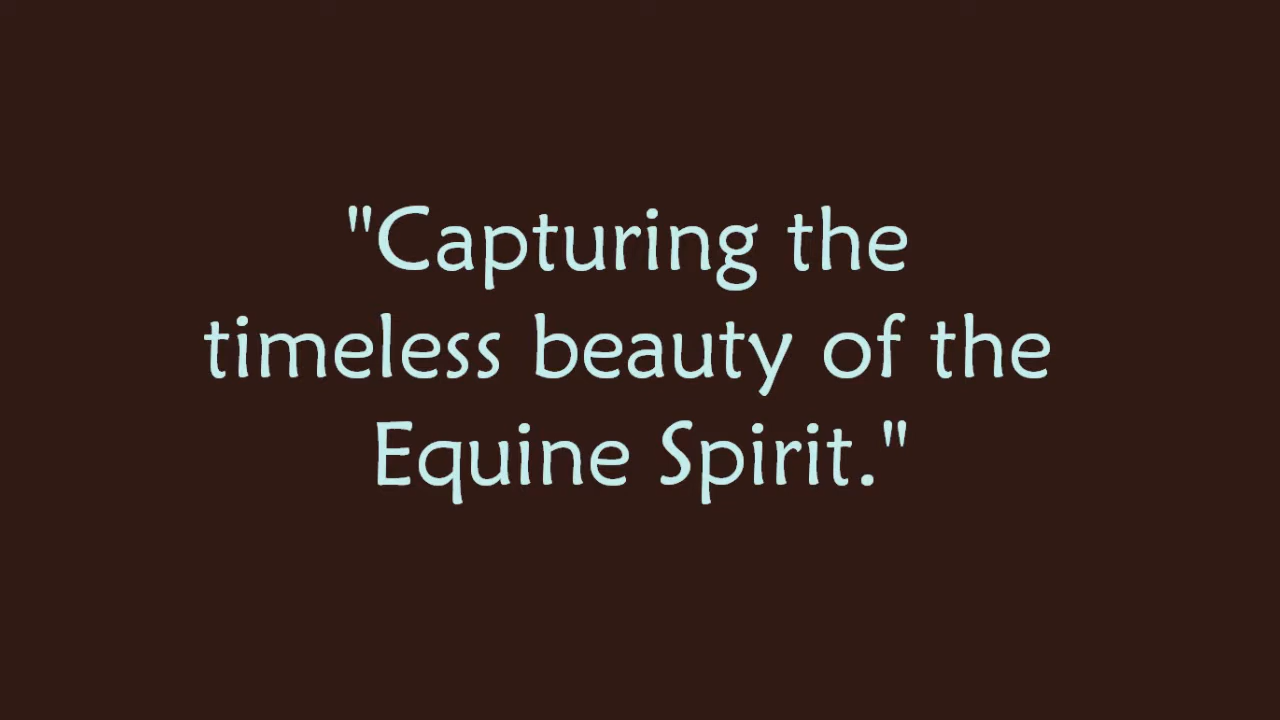 "Capturing the
timeless beauty of the
Equine Spirit."